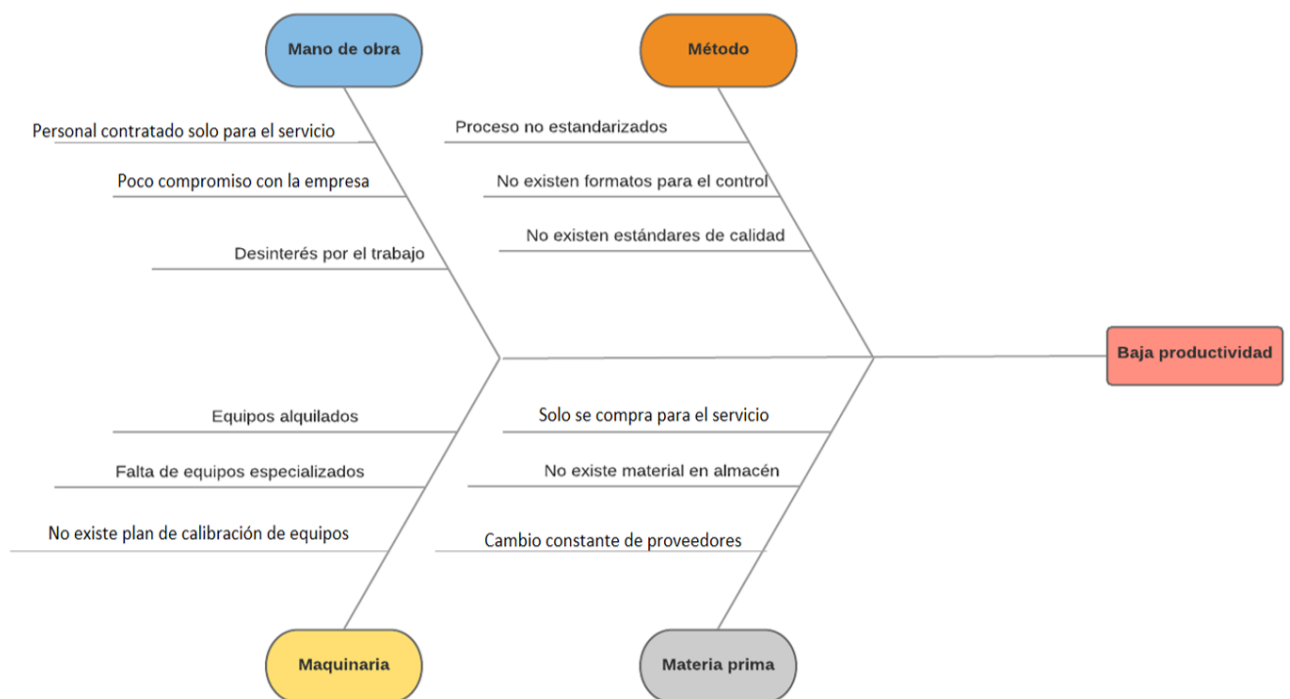 Mano de obra
Método
Personal contratado solo para el servicio
Proceso no estandarizados
Poco compromiso con la empresa
No existen formatos para el control
Desinterés por el trabajo
No existen estándares de calidad
Baja productividad
Equipos alquilados
Solo se compra para el servicio
Falta de equipos especializados
No existe material en almacén
No existe plan de calibración de equipos
Cambio constante de proveedores
Maquinaria
Materia prima